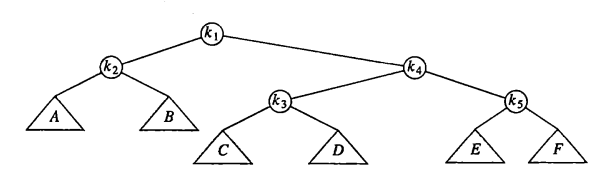 k₁
k₂ k₄
k₃ k₅
A B
C D E F